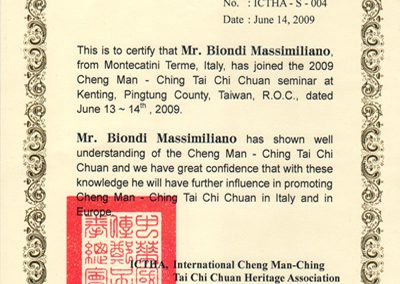 No. : ICTHA - S - 004
Date : June 14, 2009
This is to certify that Mr. Biondi Massimiliano,
from Montecatini Terme, Italy, has joined the 2009
Cheng Man - Ching Tai Chi Chuan seminar at
Kenting, Pingtung County, Taiwan, R.O.C., dated
June 13 ~ 14th , 2009.
Mr. Biondi Massimiliano has shown well
understanding of the Cheng Man - Ching Tai Chi
Chuan and we have great confidence that with these
knowledge he will have further influence in promoting
Cheng Man - Ching Tai Chi Chuan in Italy and in
Europe.
ICTHA, International Cheng Man-Ching
Tai Chi Chuan Heritage Association